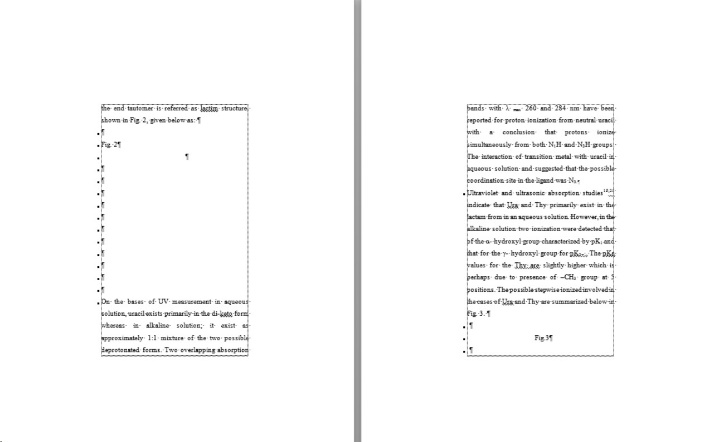 the end tautomer is referred as lactim structure
shown in Fig. 2, given below as: ¶
¶
Fig. 2¶
¶
¶
¶
¶
¶
¶
¶
¶
¶
¶
¶
¶
On the bases of UV measurement in aqueous
solution, uracil exists primarily in the di-keto form
whereas in alkaline solution; it exist as
approximately 1:1 mixture of the two possible
deprotonated forms. Two overlapping absorption
bands with λ 260 and 284 nm have been
reported for proton ionization from neutral uracil
with a conclusion that protons ionize
simultaneously from both N₁H and N₃H groups
The interaction of transition metal with uracil in
aqueous solution and suggested that the possible
coordination site in the ligand was N₃.¶
Ultraviolet and ultrasonic absorption studies
indicate that Ura and Thy primarily exist in the
lactam from in an aqueous solution. However, in the
alkaline solution two ionization were detected that
of the α- hydroxyl group characterized by pK₁ and
that for the γ- hydroxyl group for The
values for the Thy are slightly higher which is
perhaps due to presence of –CH₃ group at 5
positions. The possible stepwise ionized involved in
the cases of Ura and Thy are summarized below in
Fig. 3. ¶
¶
Fig.3¶
¶